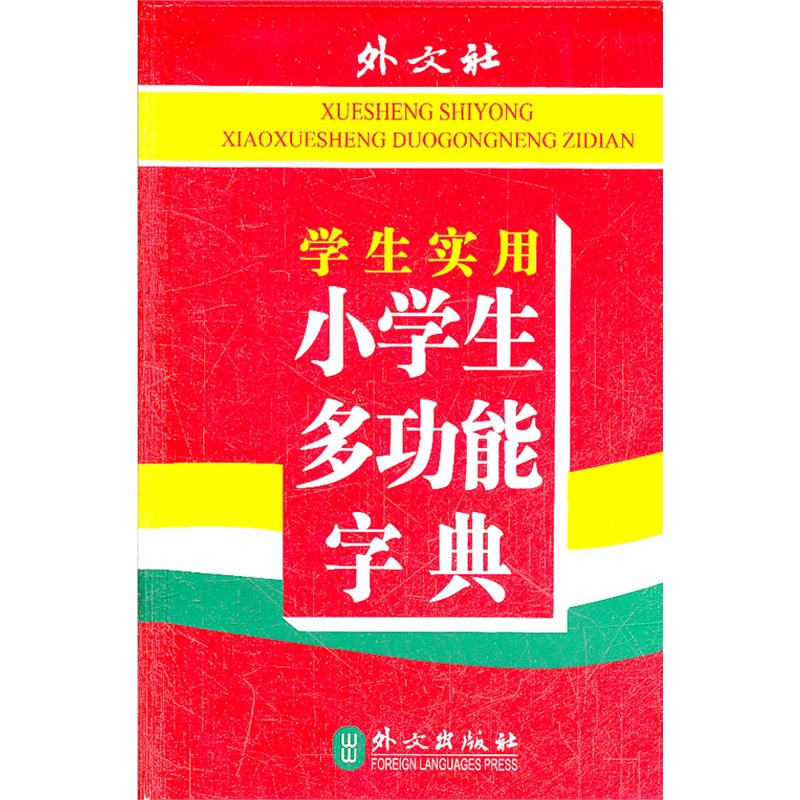 外文社
XUESHENG SHIYONG
XIAOXUESHENG DUOGONGNENG ZIDIAN
学生实用
小学生
多功能
字典
外文出版社
FOREIGN LANGUAGES PRESS